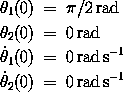 θ₁(0) = π/2 rad
θ₂(0) = 0 rad
θ̇₁(0) = 0 rad s⁻¹
θ̇₂(0) = 0 rad s⁻¹